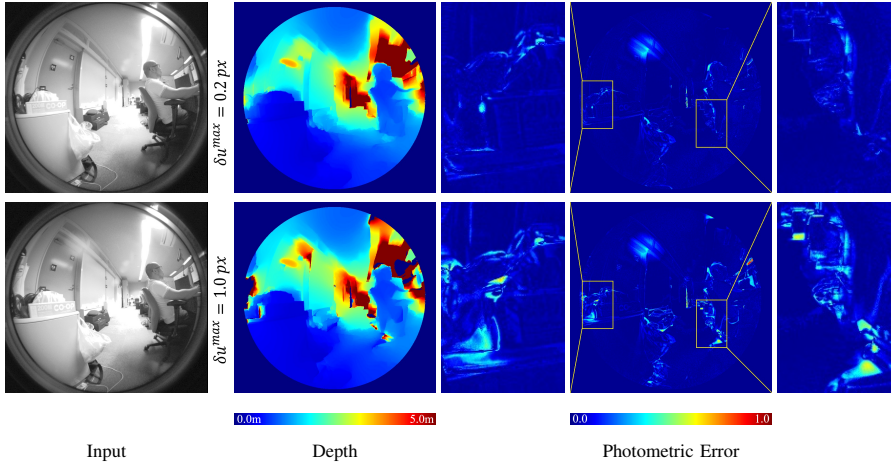 δu^max = 0.2 px
δu^max = 1.0 px
0.0m 5.0m
0.0 1.0
Input Depth Photometric Error